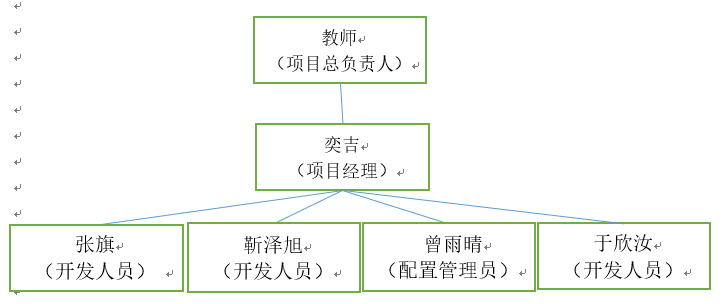 教师
（项目总负责人）
奕吉
（项目经理）
张旗
（开发人员）
靳泽旭
（开发人员）
曾雨晴
（配置管理员）
于欣汝
（开发人员）